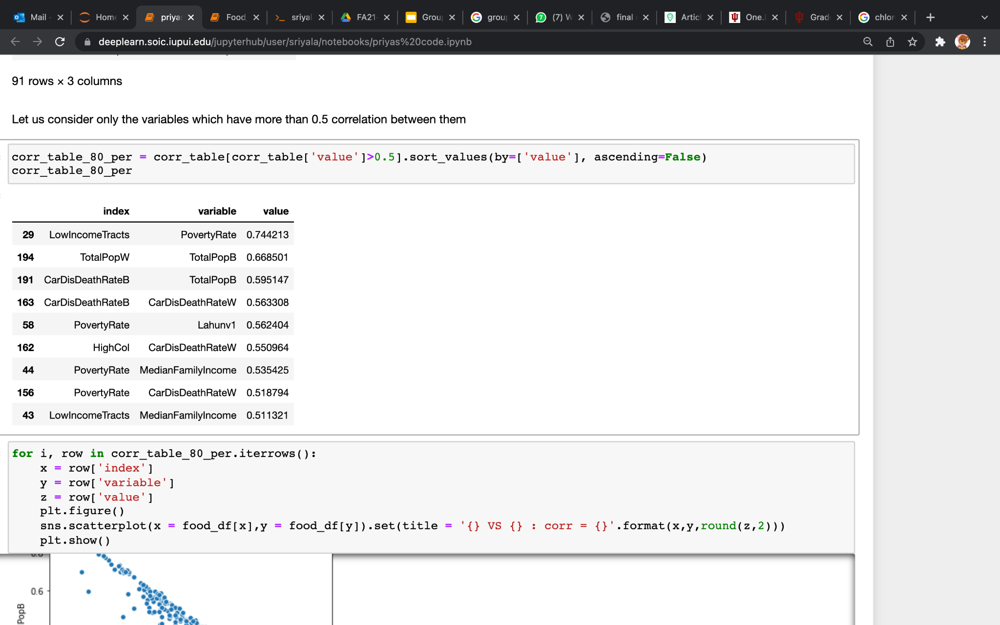 Mail
Home
priya
Food
sriyal
FA21-
Grou
group
(7) W
final
Articl
One.I
Grad
chlor
deeplearn.soic.iupui.edu/jupyterhub/user/sriyala/notebooks/priyas%20code.ipynb
91 rows × 3 columns
Let us consider only the variables which have more than 0.5 correlation between them
corr_table_80_per = corr_table[corr_table['value']>0.5].sort_values(by=['value'], ascending=False)
corr_table_80_per
index variable value
29 LowIncomeTracts PovertyRate 0.744213
194 TotalPopW TotalPopB 0.668501
191 CarDisDeathRateB TotalPopB 0.595147
163 CarDisDeathRateB CarDisDeathRateW 0.563308
58 PovertyRate Lahunv1 0.562404
162 HighCol CarDisDeathRateW 0.550964
44 PovertyRate MedianFamilyIncome 0.535425
156 PovertyRate CarDisDeathRateW 0.518794
43 LowIncomeTracts MedianFamilyIncome 0.511321
for i, row in corr_table_80_per.iterrows():
    x = row['index']
    y = row['variable']
    z = row['value']
    plt.figure()
    sns.scatterplot(x = food_df[x],y = food_df[y]).set(title = '{} VS {} : corr = {}'.format(x,y,round(z,2)))
    plt.show()
0.6
PopB